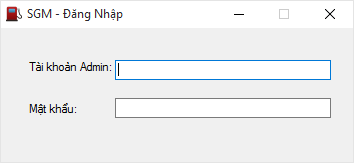 SGM - Đăng Nhập
Tài khoản Admin:
Mật khẩu: